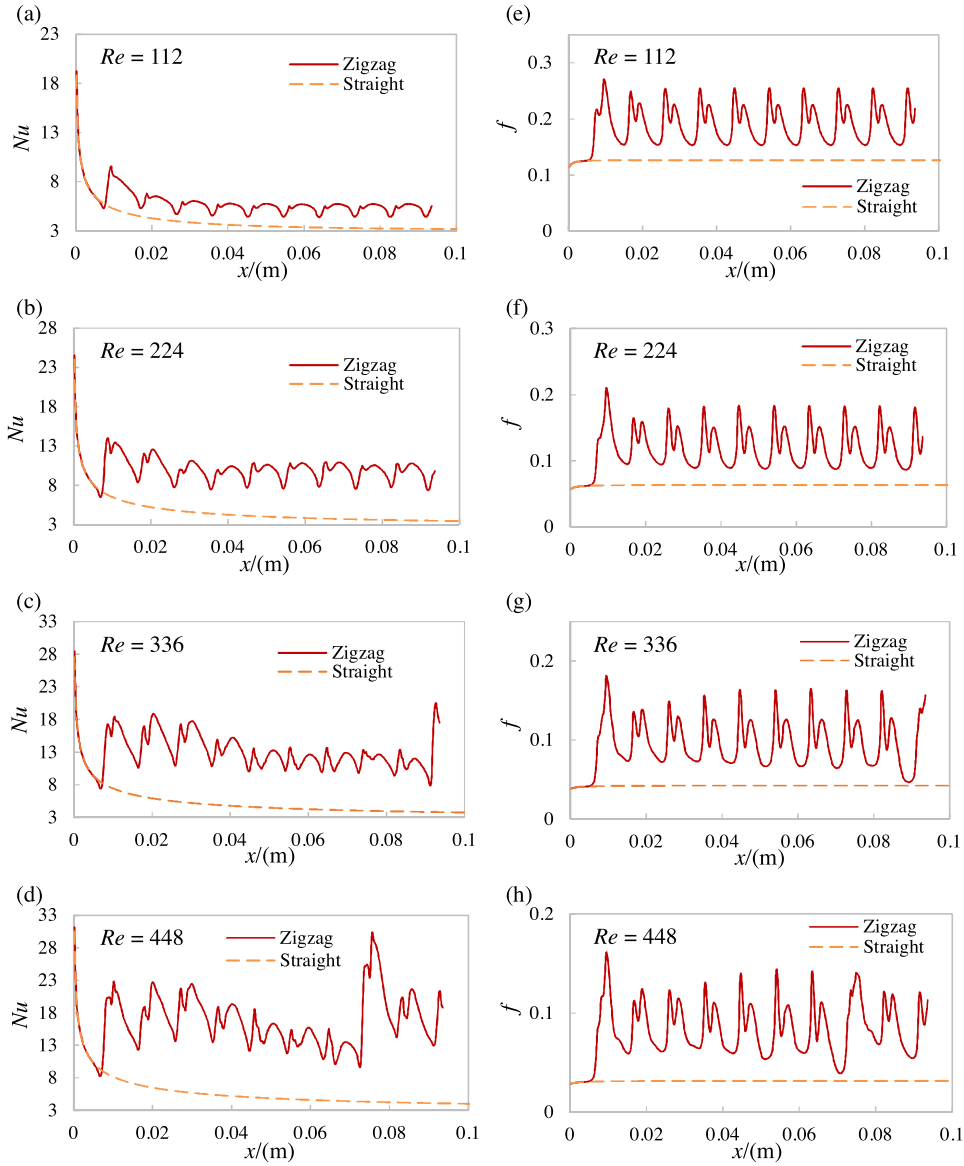 (a)
Re = 112
Zigzag
Straight
Nu
23
18
13
8
3
0 0.02 0.04 0.06 0.08 0.1
x/(m)
(e)
Re = 112
Zigzag
Straight
f
0.3
0.2
0.1
0
0 0.02 0.04 0.06 0.08 0.1
x/(m)
(b)
Re = 224
Zigzag
Straight
Nu
28
23
18
13
8
3
0 0.02 0.04 0.06 0.08 0.1
x/(m)
(f)
Re = 224
Zigzag
Straight
f
0.3
0.2
0.1
0
0 0.02 0.04 0.06 0.08 0.1
x/(m)
(c)
Re = 336
Zigzag
Straight
Nu
33
28
23
18
13
8
3
0 0.02 0.04 0.06 0.08 0.1
x/(m)
(g)
Re = 336
Zigzag
Straight
f
0.2
0.1
0
0 0.02 0.04 0.06 0.08 0.1
x/(m)
(d)
Re = 448
Zigzag
Straight
Nu
33
28
23
18
13
8
3
0 0.02 0.04 0.06 0.08 0.1
x/(m)
(h)
Re = 448
Zigzag
Straight
f
0.2
0.1
0
0 0.02 0.04 0.06 0.08 0.1
x/(m)